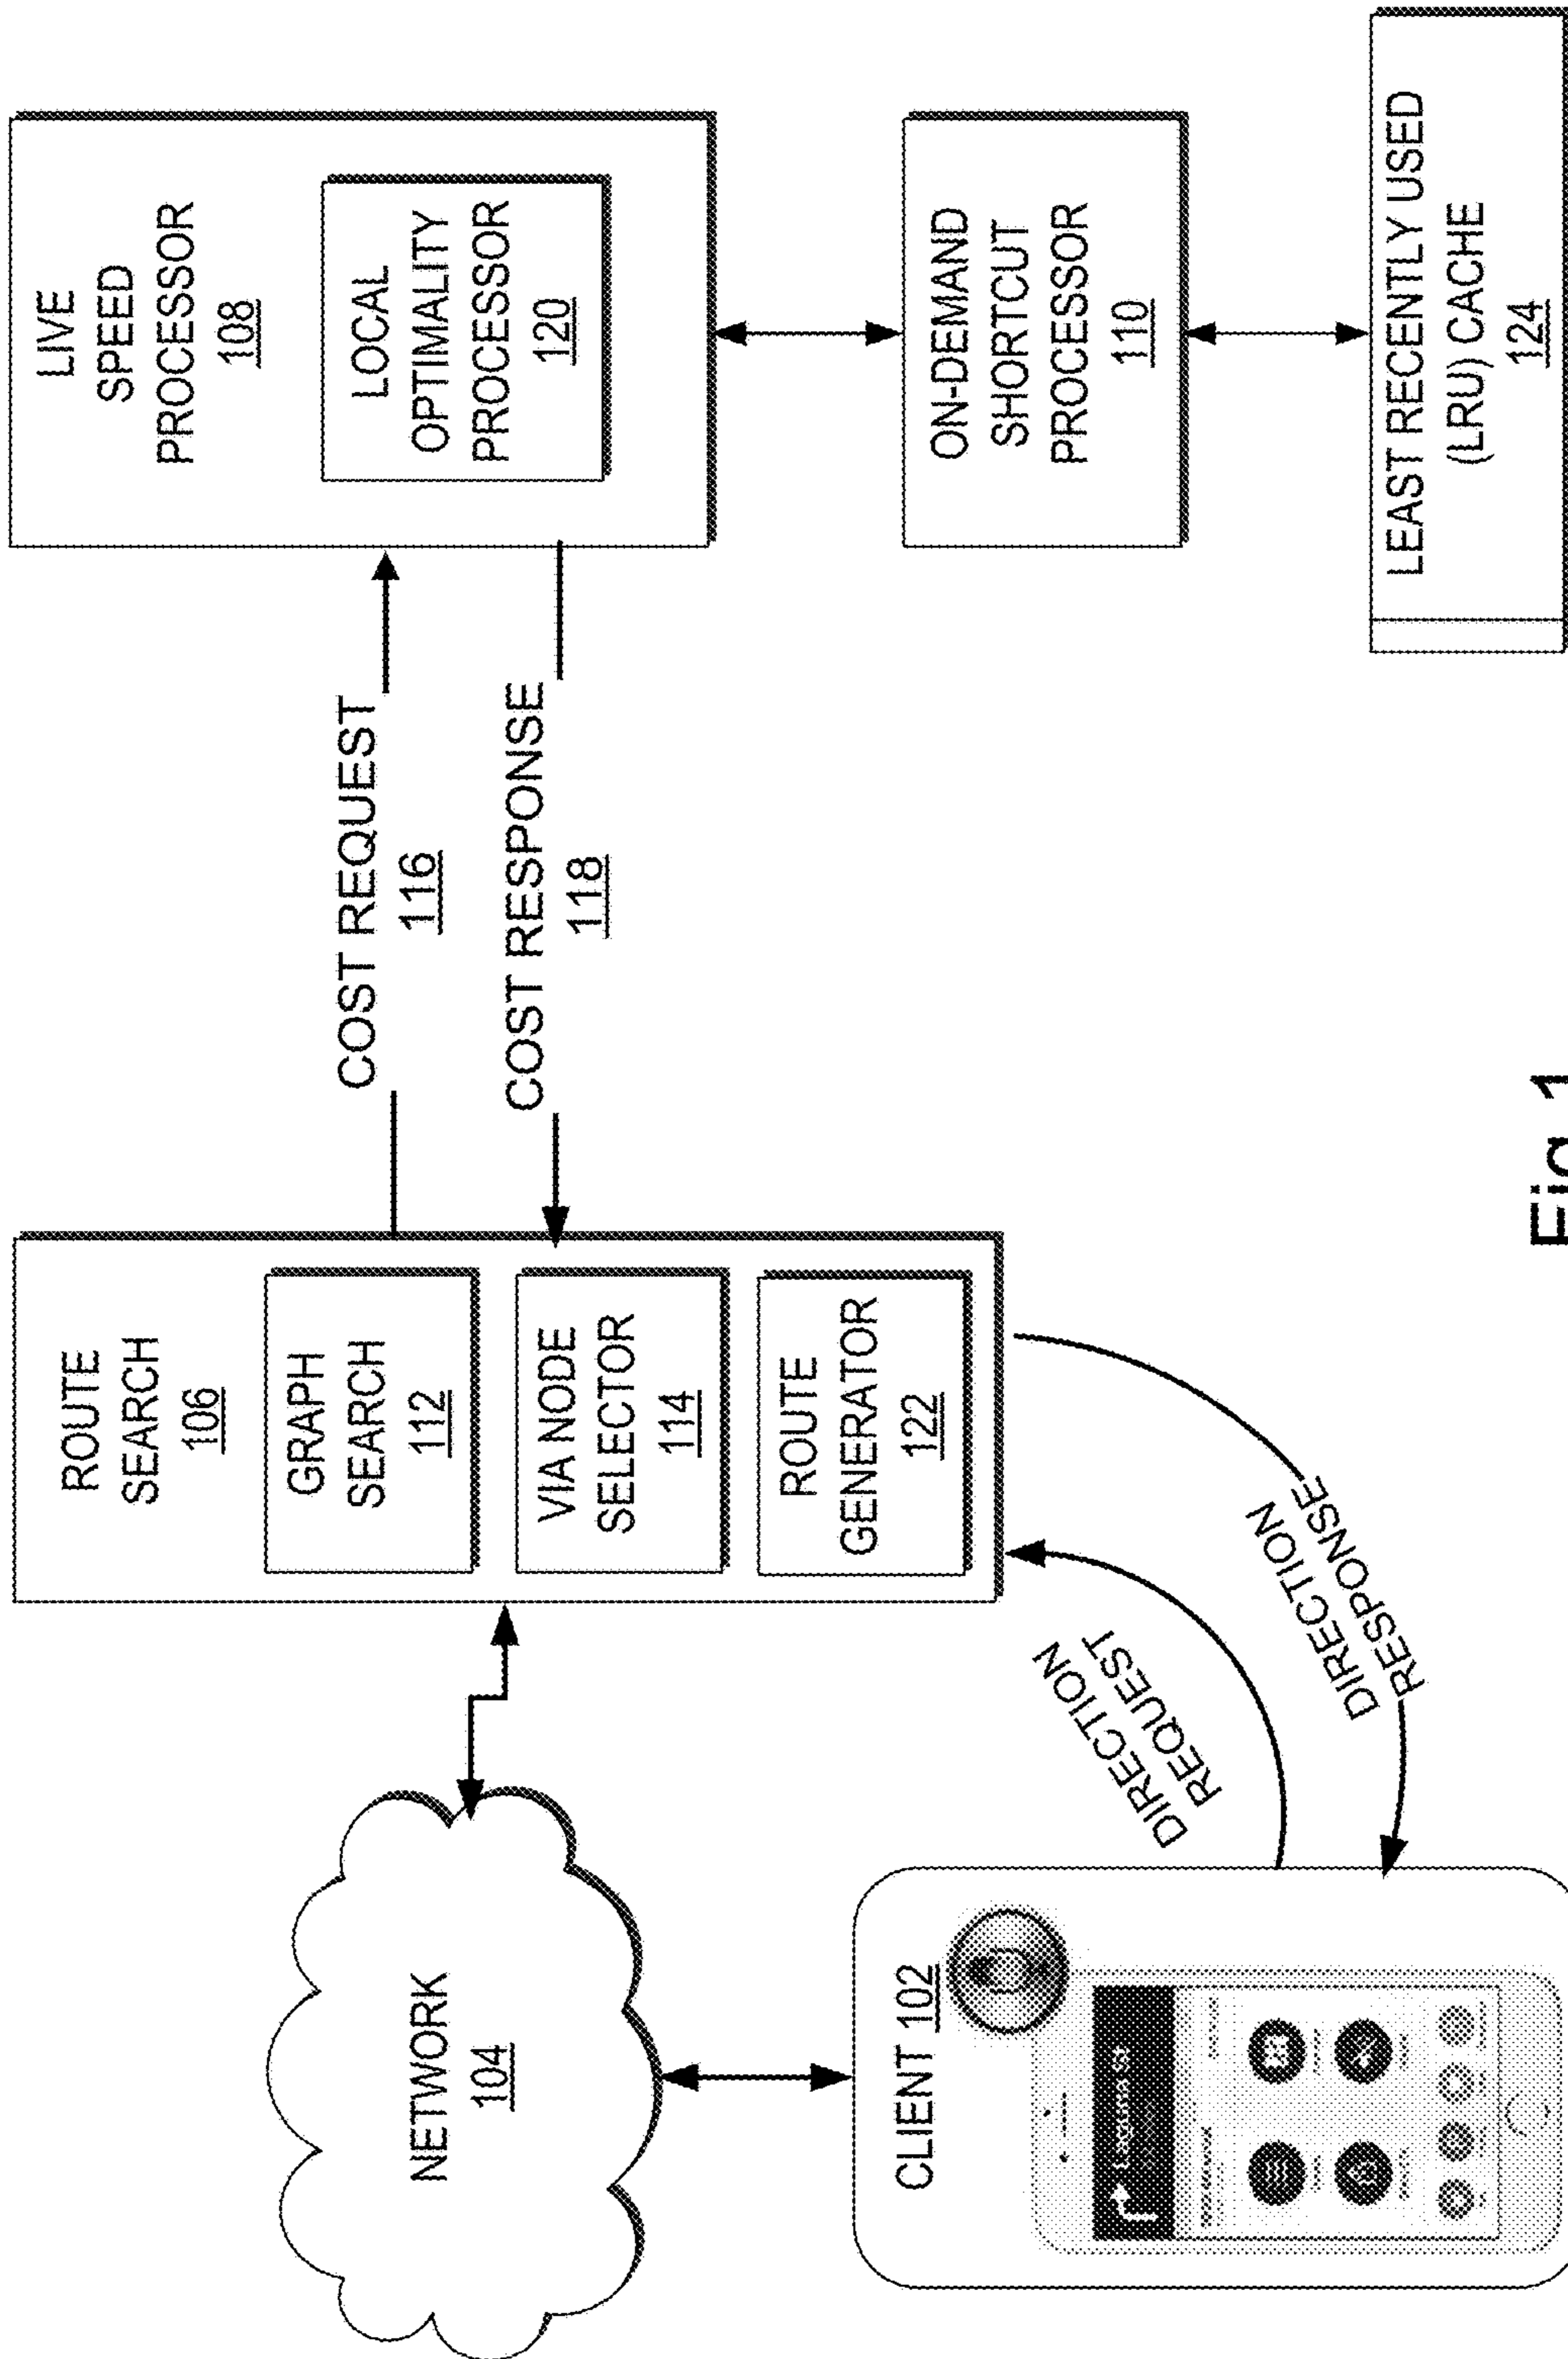 NETWORK
104
CLIENT 102
DIRECTION
REQUEST
DIRECTION
RESPONSE
ROUTE
SEARCH
106
GRAPH
SEARCH
112
VIA NODE
SELECTOR
114
ROUTE
GENERATOR
122
COST REQUEST
116
COST RESPONSE
118
LIVE
SPEED
PROCESSOR
108
LOCAL
OPTIMALITY
PROCESSOR
120
ON-DEMAND
SHORTCUT
PROCESSOR
110
LEAST RECENTLY USED
(LRU) CACHE
124
Fig. 1